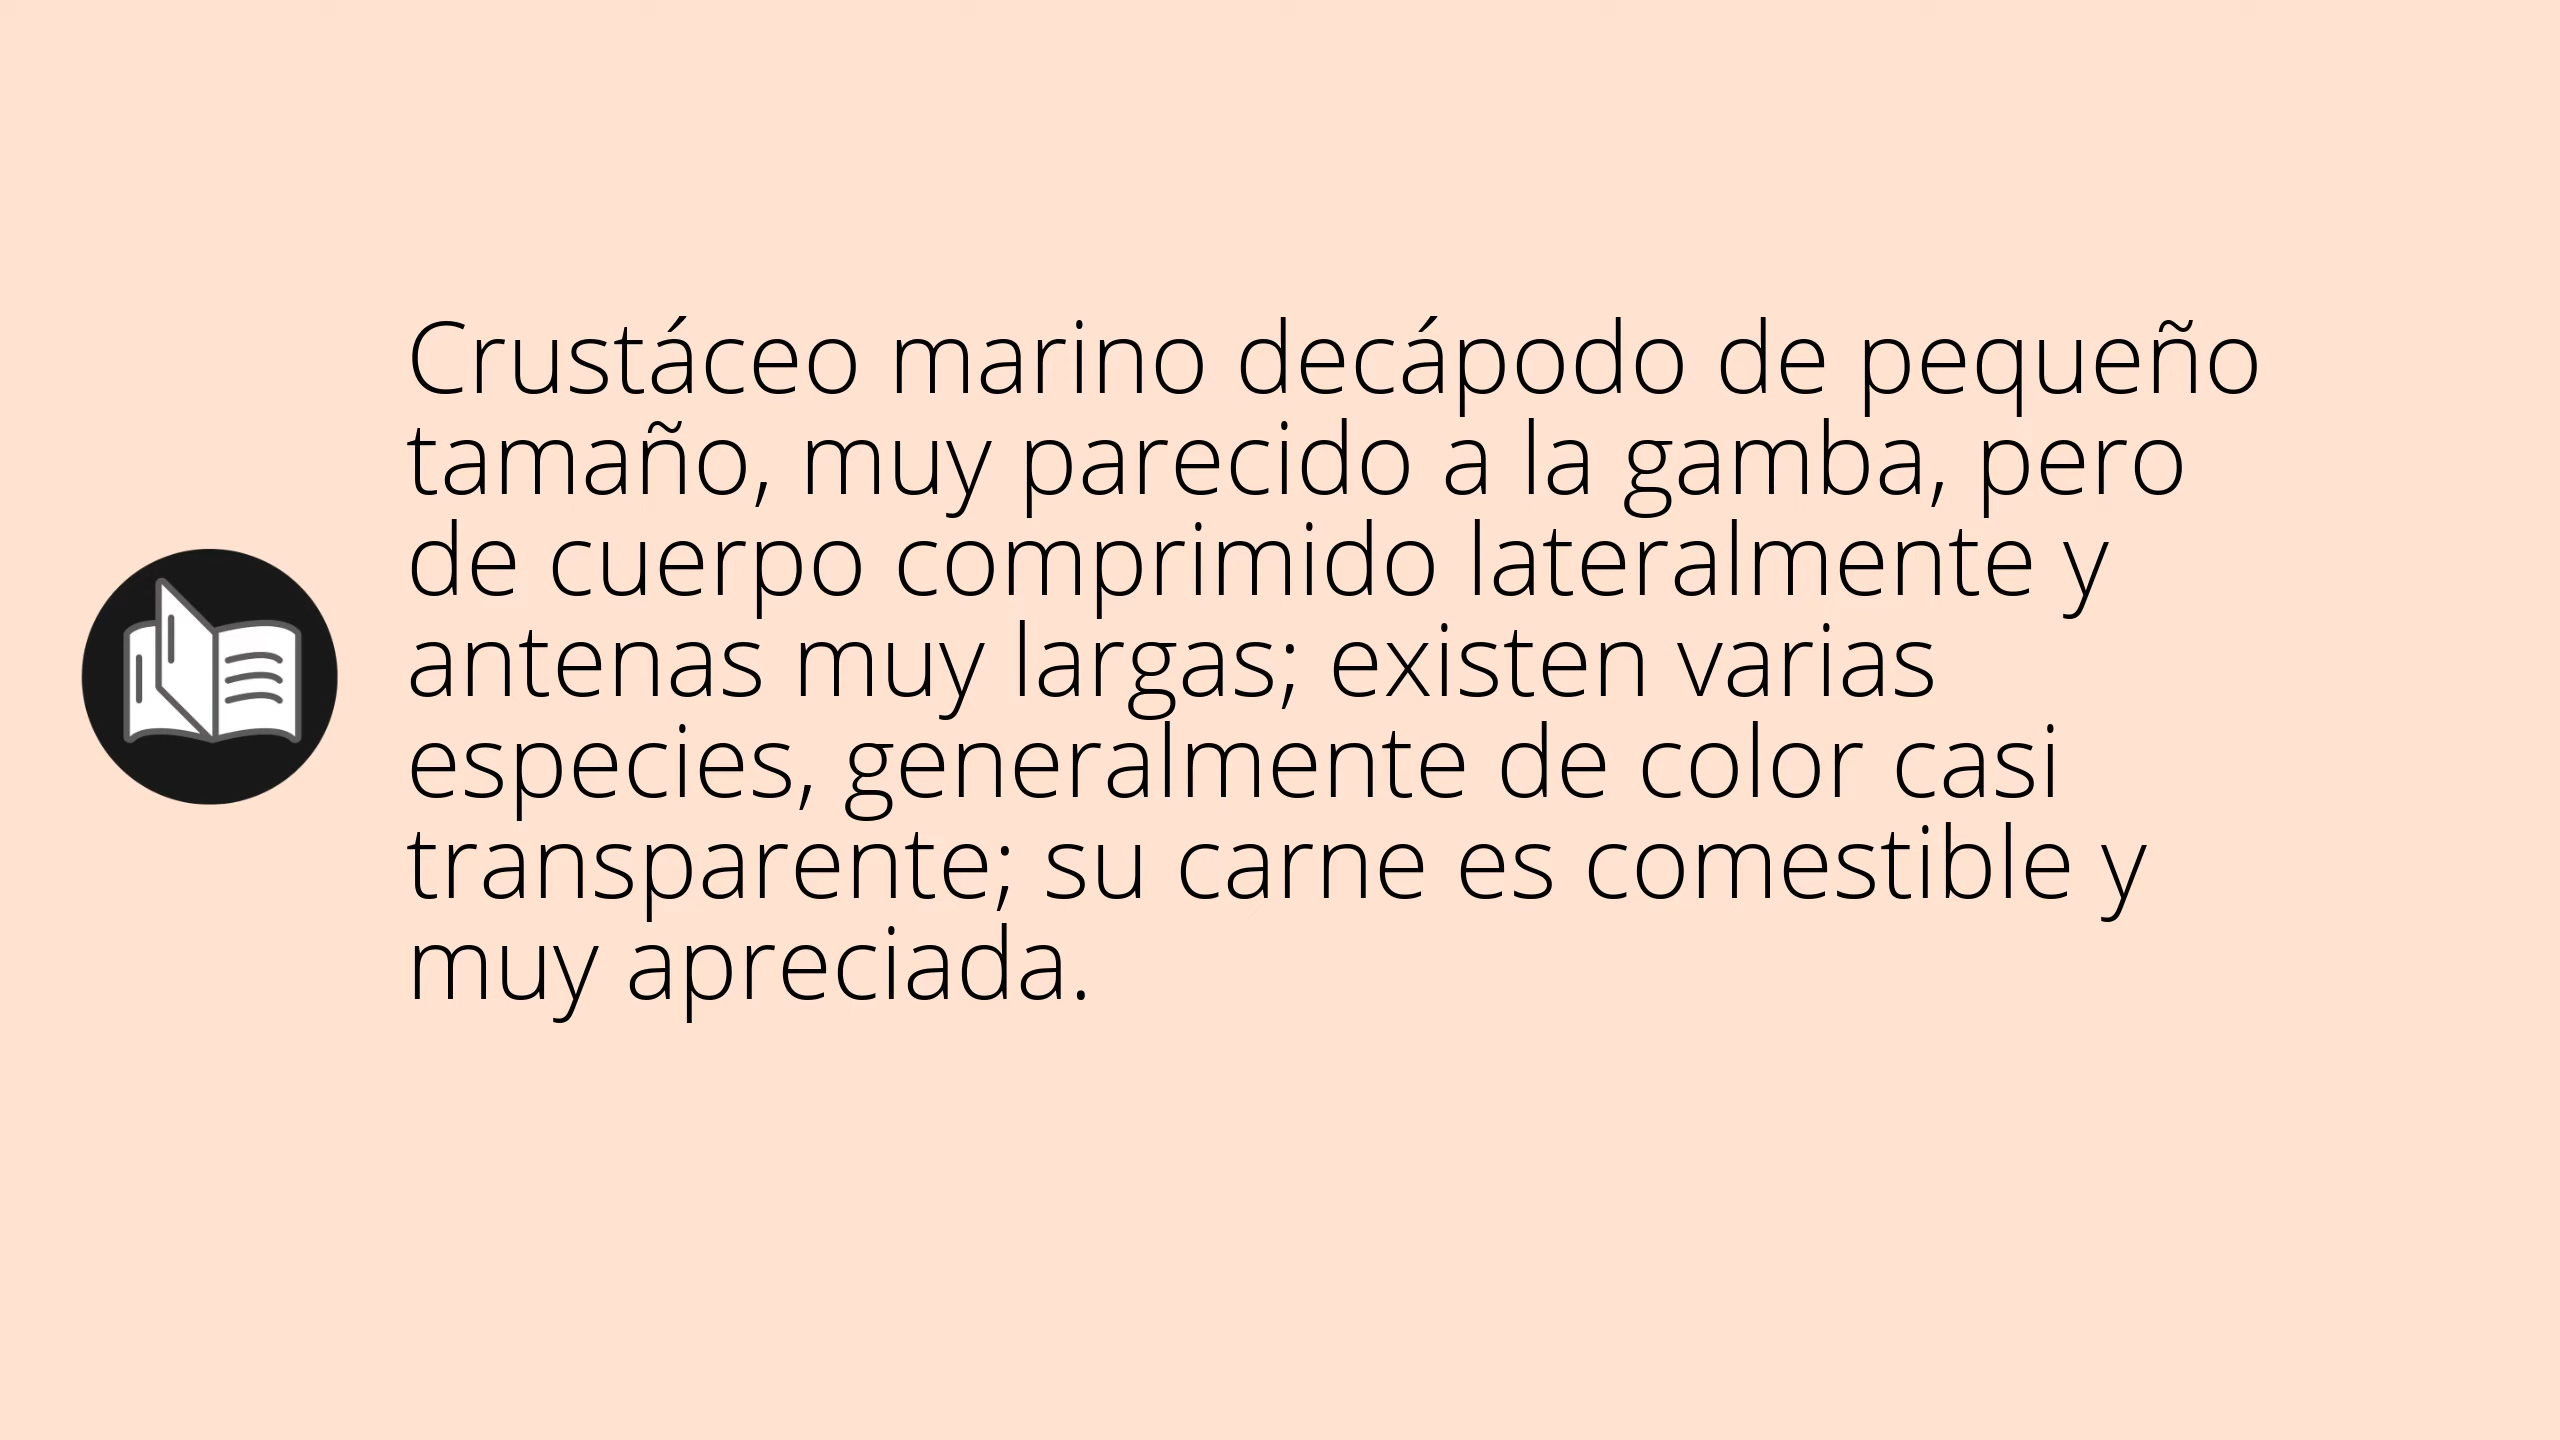 Crustáceo marino decápodo de pequeño
tamaño, muy parecido a la gamba, pero
de cuerpo comprimido lateralmente y
antenas muy largas; existen varias
especies, generalmente de color casi
transparente; su carne es comestible y
muy apreciada.